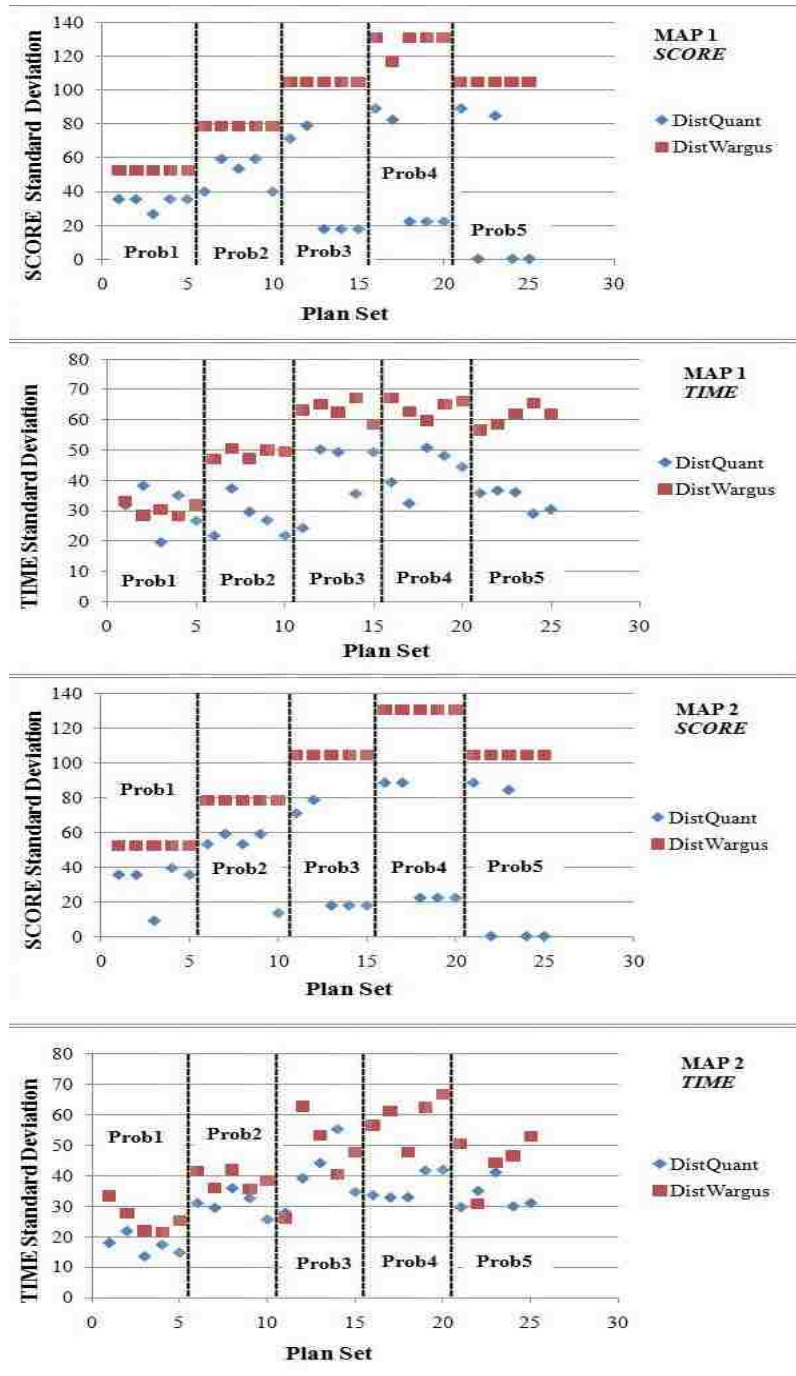 MAP 1
SCORE
SCORE Standard Deviation
140
120
100
80
60
40
20
0
DistQuant
DistWargus
Prob1
Prob2
Prob3
Prob4
Prob5
0 5 10 15 20 25 30
Plan Set
MAP 1
TIME
TIME Standard Deviation
80
70
60
50
40
30
20
10
0
DistQuant
DistWargus
Prob1
Prob2
Prob3
Prob4
Prob5
0 5 10 15 20 25 30
Plan Set
MAP 2
SCORE
SCORE Standard Deviation
140
120
100
80
60
40
20
0
DistQuant
DistWargus
Prob1
Prob2
Prob3
Prob4
Prob5
0 5 10 15 20 25 30
Plan Set
MAP 2
TIME
TIME Standard Deviation
80
70
60
50
40
30
20
10
0
DistQuant
DistWargus
Prob1
Prob2
Prob3
Prob4
Prob5
0 5 10 15 20 25 30
Plan Set